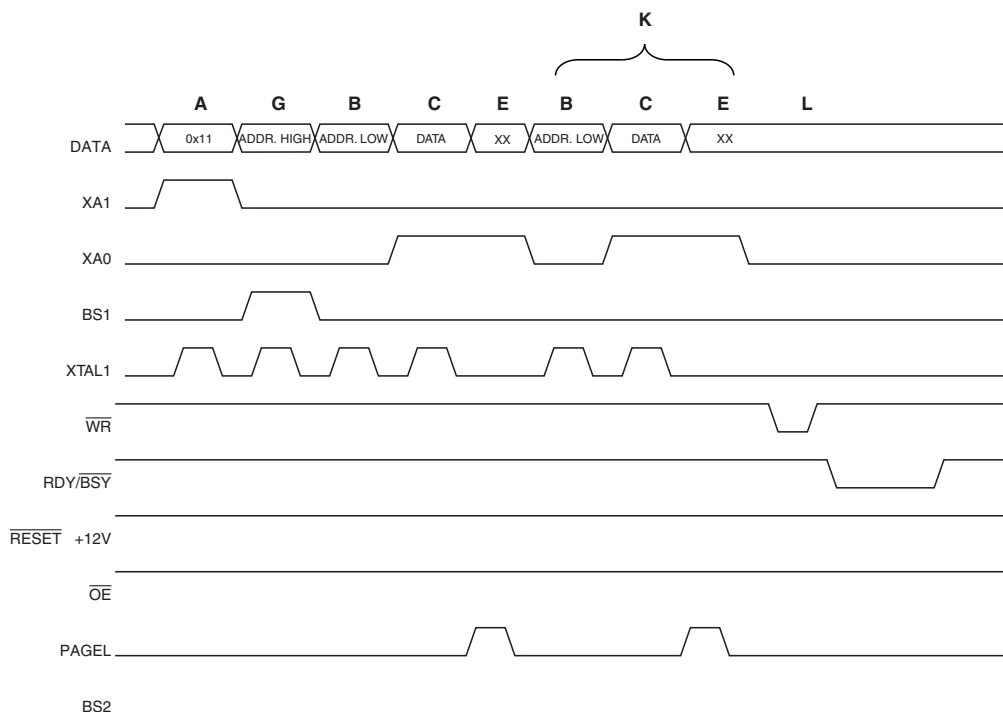 K
A G B C E B C E L
DATA 0x11 ADDR. HIGH ADDR. LOW DATA XX ADDR. LOW DATA XX
XA1
XA0
BS1
XTAL1
WR
RDY/BSY
RESET +12V
OE
PAGEL
BS2